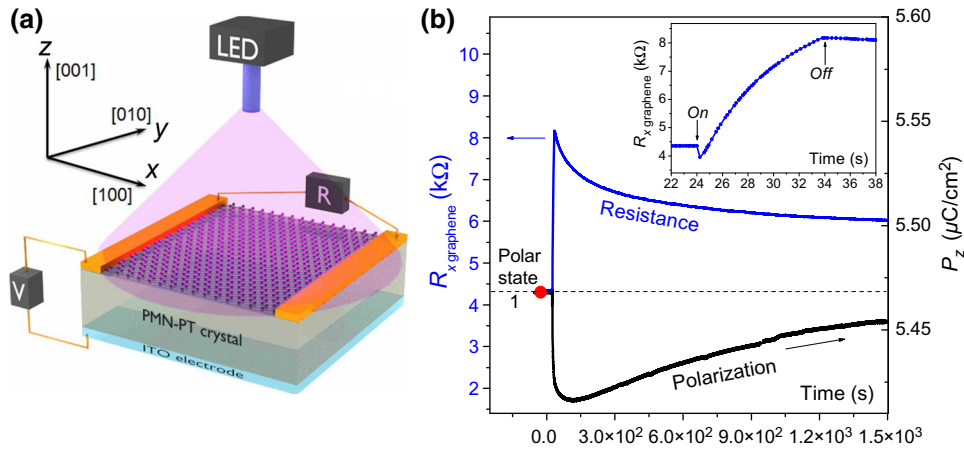 (a)
LED
z
[001]
[010]
y
x
[100]
R
V
PMN-PT crystal
ITO electrode
(b)
R x graphene (kΩ)
10
9
8
7
6
5
4
3
2
Resistance
Polar
state
1
Polarization
Time (s)
0.0 3.0×10² 6.0×10² 9.0×10² 1.2×10³ 1.5×10³
5.60
5.55
5.50
5.45
Pz (µC/cm²)
R x graphene (kΩ)
8
7
6
5
4
On
Off
Time (s)
22 24 26 28 30 32 34 36 38